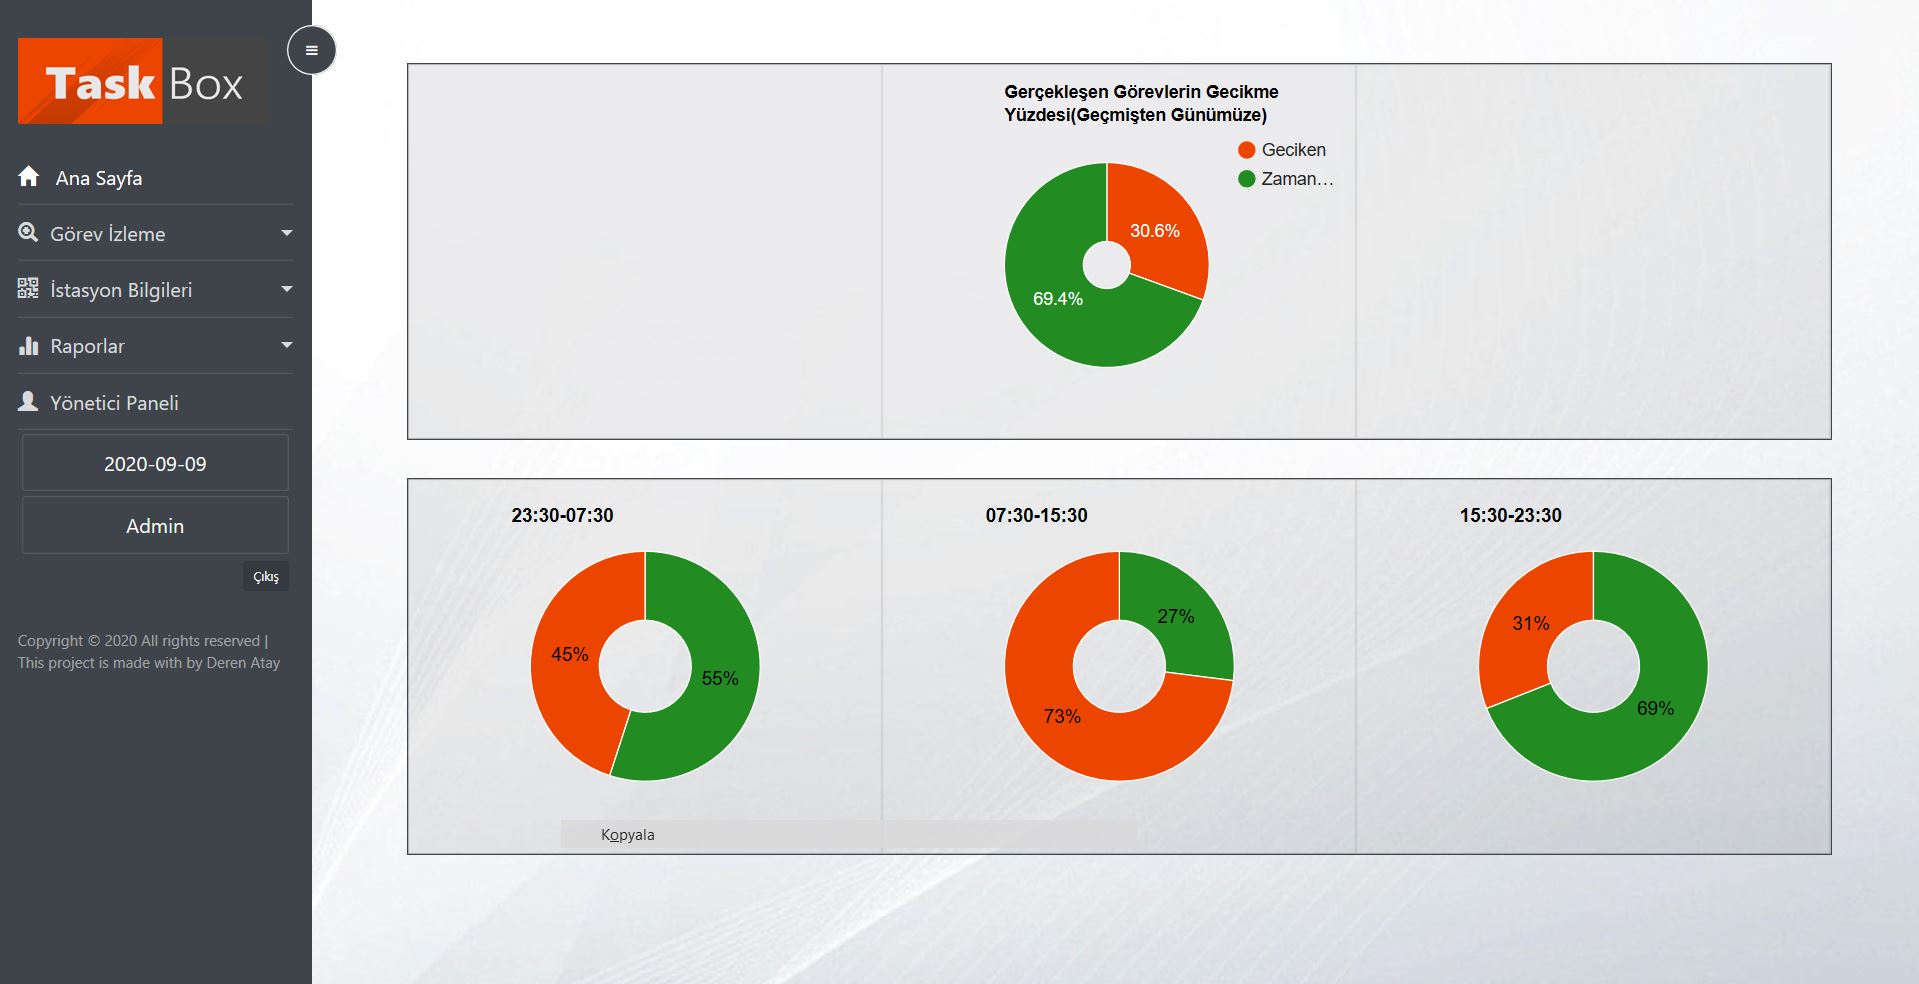 Task Box
Ana Sayfa
Görev İzleme
İstasyon Bilgileri
Raporlar
Yönetici Paneli
2020-09-09
Admin
Çıkış
Copyright © 2020 All rights reserved |
This project is made with by Deren Atay
Gerçekleşen Görevlerin Gecikme
Yüzdesi(Geçmişten Günümüze)
Geciken
Zaman...
30.6%
69.4%
23:30-07:30
45%
55%
07:30-15:30
27%
73%
15:30-23:30
31%
69%
Kopyala